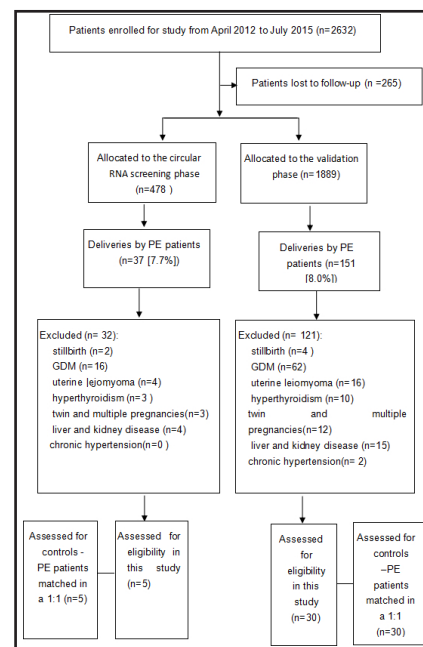 Patients enrolled for study from April 2012 to July 2015 (n=2632)
Patients lost to follow-up (n =265)
Allocated to the circular
RNA screening phase
(n=478 )
Allocated to the validation
phase (n=1889)
Deliveries by PE patients
(n=37 [7.7%])
Deliveries by PE
patients (n=151
[8.0%])
Excluded (n= 32):
stillbirth (n=2)
GDM (n=16)
uterine leiomyoma (n=4)
hyperthyroidism (n=3 )
twin and multiple pregnancies(n=3)
liver and kidney disease (n=4)
chronic hypertension(n=0 )
Excluded (n= 121):
stillbirth (n=4 )
GDM (n=62)
uterine leiomyoma (n=16)
hyperthyroidism (n=10)
twin and multiple
pregnancies(n=12)
liver and kidney disease (n=15)
chronic hypertension(n= 2)
Assessed for
controls -
PE patients
matched in
a 1:1 (n=5)
Assessed for
eligibility in
this study
(n=5)
Assessed
for
eligibility in
this study
(n=30)
Assessed for
controls
–PE
patients
matched in
a 1:1
(n=30)